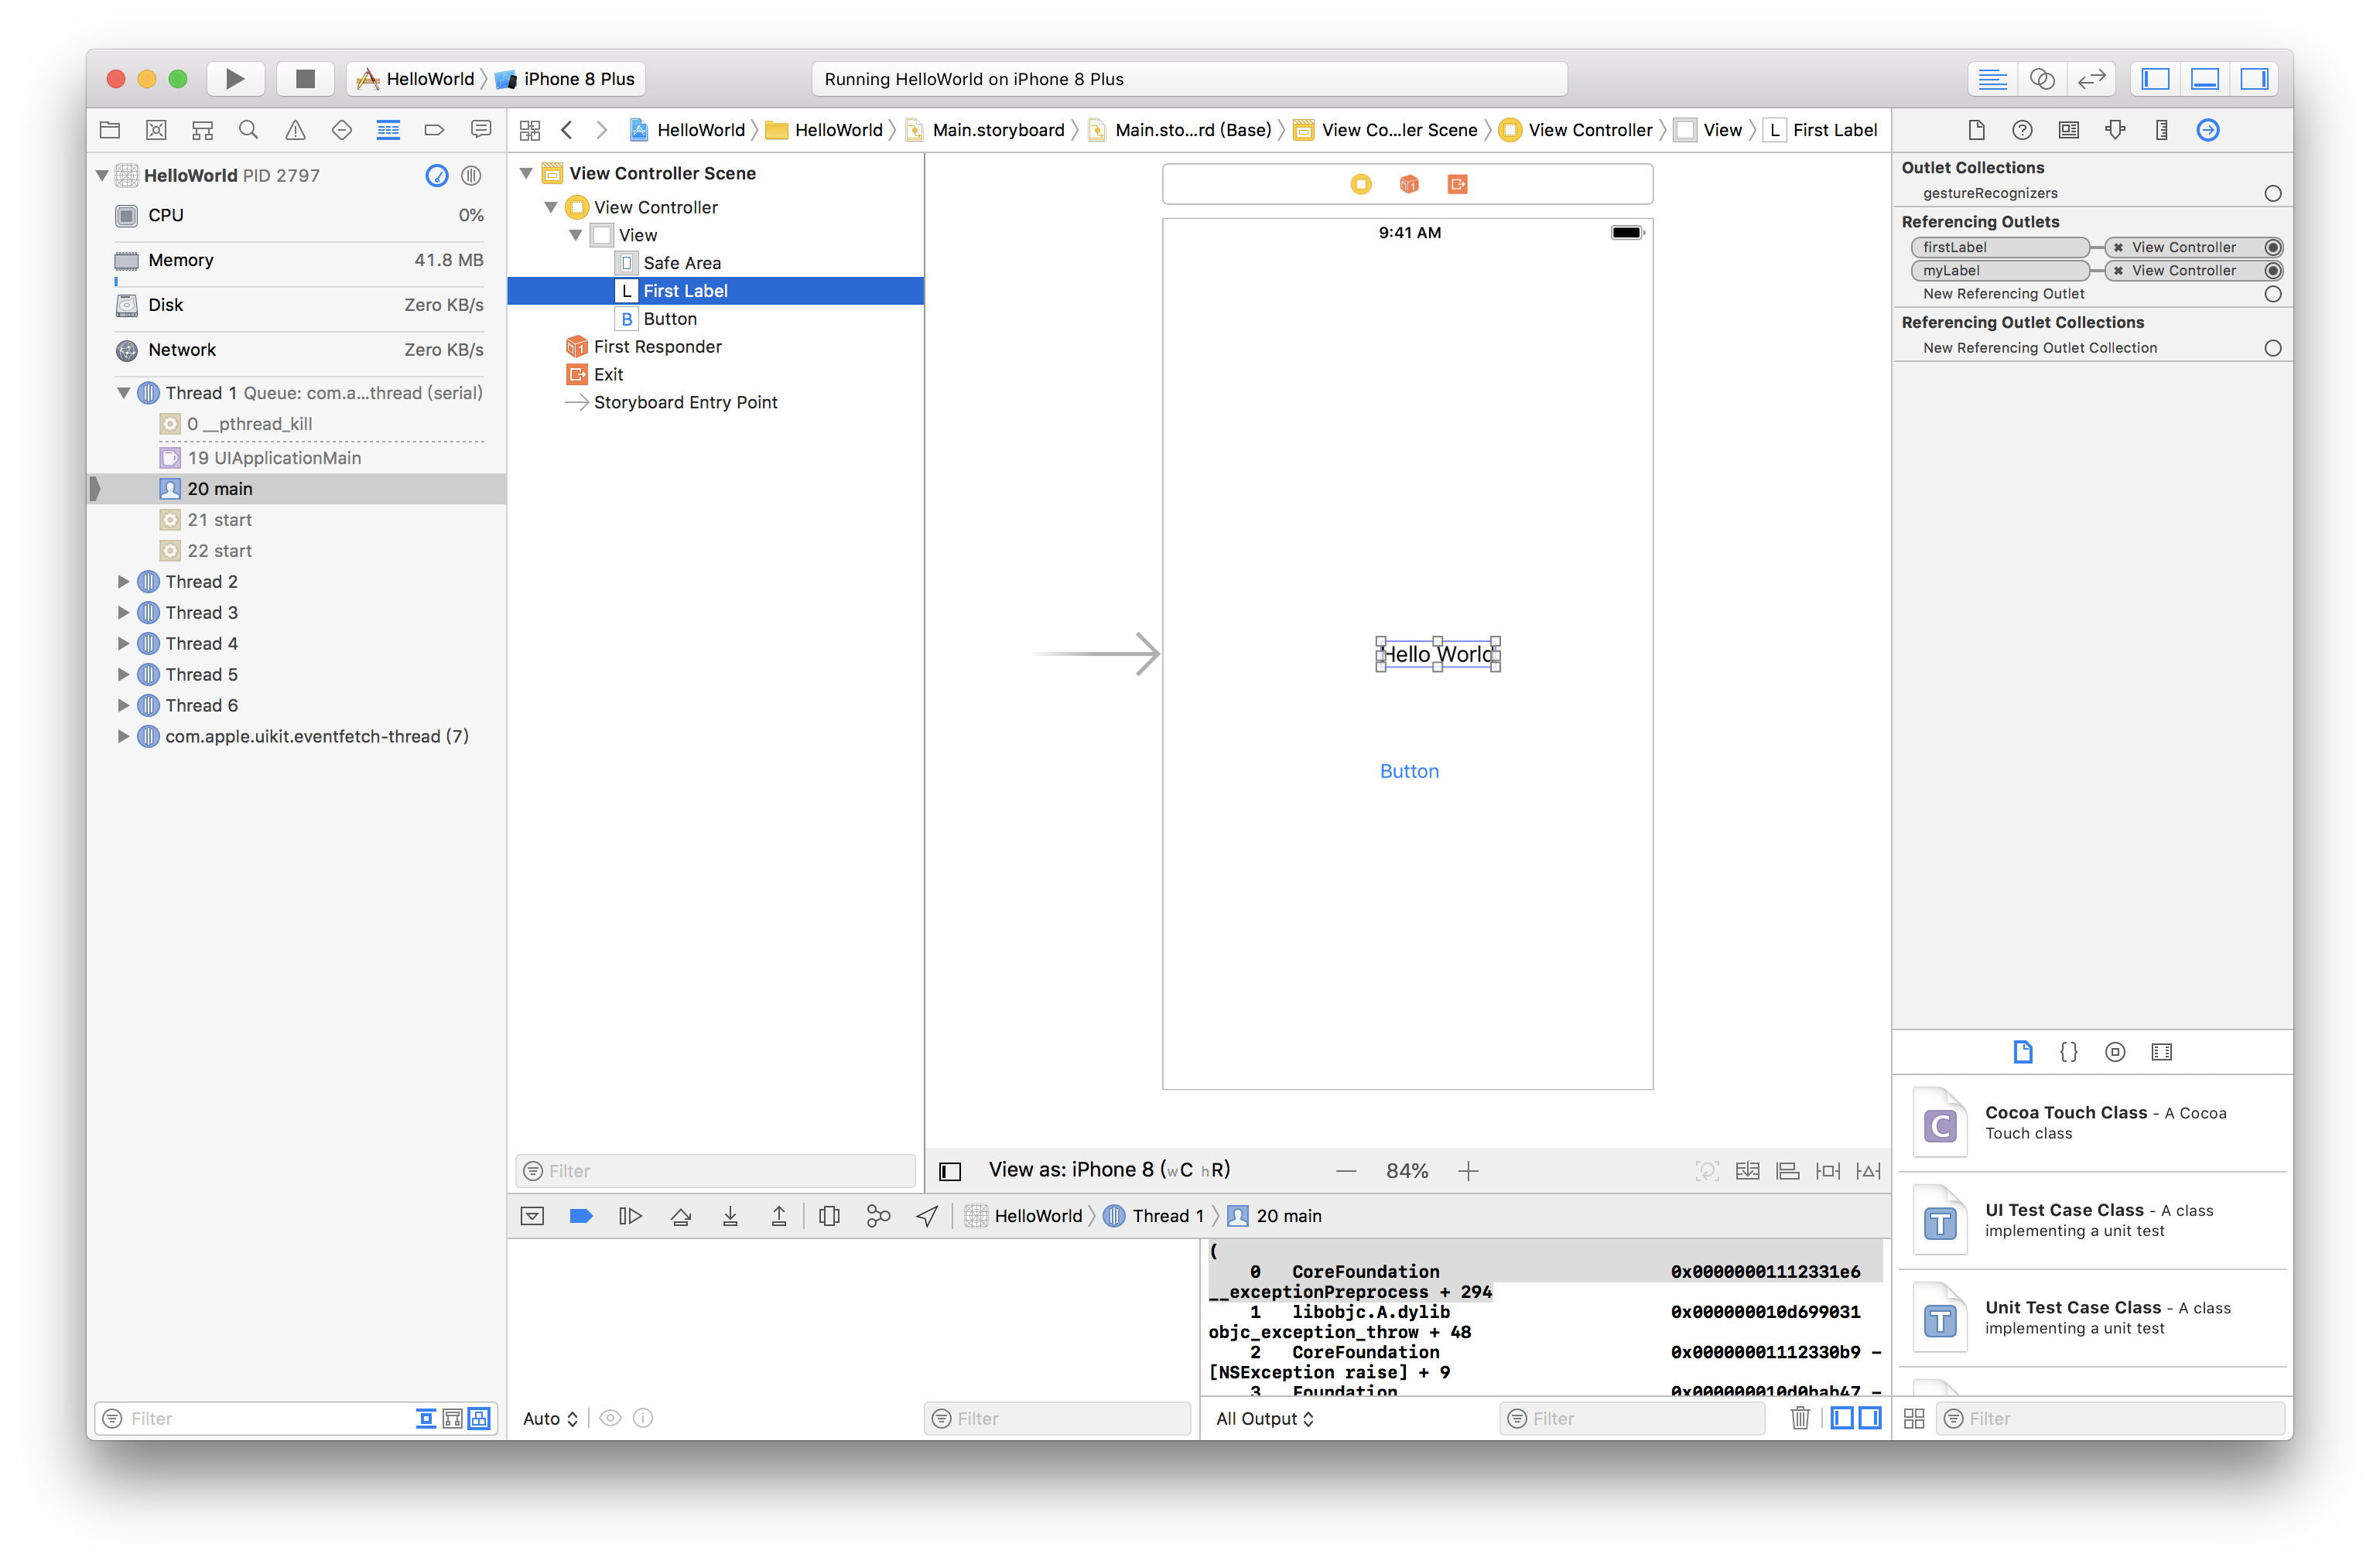 HelloWorld iPhone 8 Plus
Running HelloWorld on iPhone 8 Plus
HelloWorld HelloWorld Main.storyboard Main.sto...rd (Base) View Co...ler Scene View Controller View L First Label
HelloWorld PID 2797
CPU 0%
Memory 41.8 MB
Disk Zero KB/s
Network Zero KB/s
Thread 1 Queue: com.a...thread (serial)
0 __pthread_kill
19 UIApplicationMain
20 main
21 start
22 start
Thread 2
Thread 3
Thread 4
Thread 5
Thread 6
com.apple.uikit.eventfetch-thread (7)
Filter
View Controller Scene
View Controller
View
Safe Area
L First Label
B Button
First Responder
Exit
Storyboard Entry Point
Filter
9:41 AM
Hello World
Button
View as: iPhone 8 (wC hR)
84%
Outlet Collections
gestureRecognizers
Referencing Outlets
firstLabel View Controller
myLabel View Controller
New Referencing Outlet
Referencing Outlet Collections
New Referencing Outlet Collection
{}
C
Cocoa Touch Class - A Cocoa
Touch class
T
UI Test Case Class - A class
implementing a unit test
T
Unit Test Case Class - A class
implementing a unit test
Filter
HelloWorld Thread 1 20 main
(
0 CoreFoundation 0x00000001112331e6
__exceptionPreprocess + 294
1 libobjc.A.dylib 0x000000010d699031
objc_exception_throw + 48
2 CoreFoundation 0x00000001112330b9 -
[NSException raise] + 9
3 Foundation 0x000000010d0bab47 -
Auto
Filter
All Output
Filter